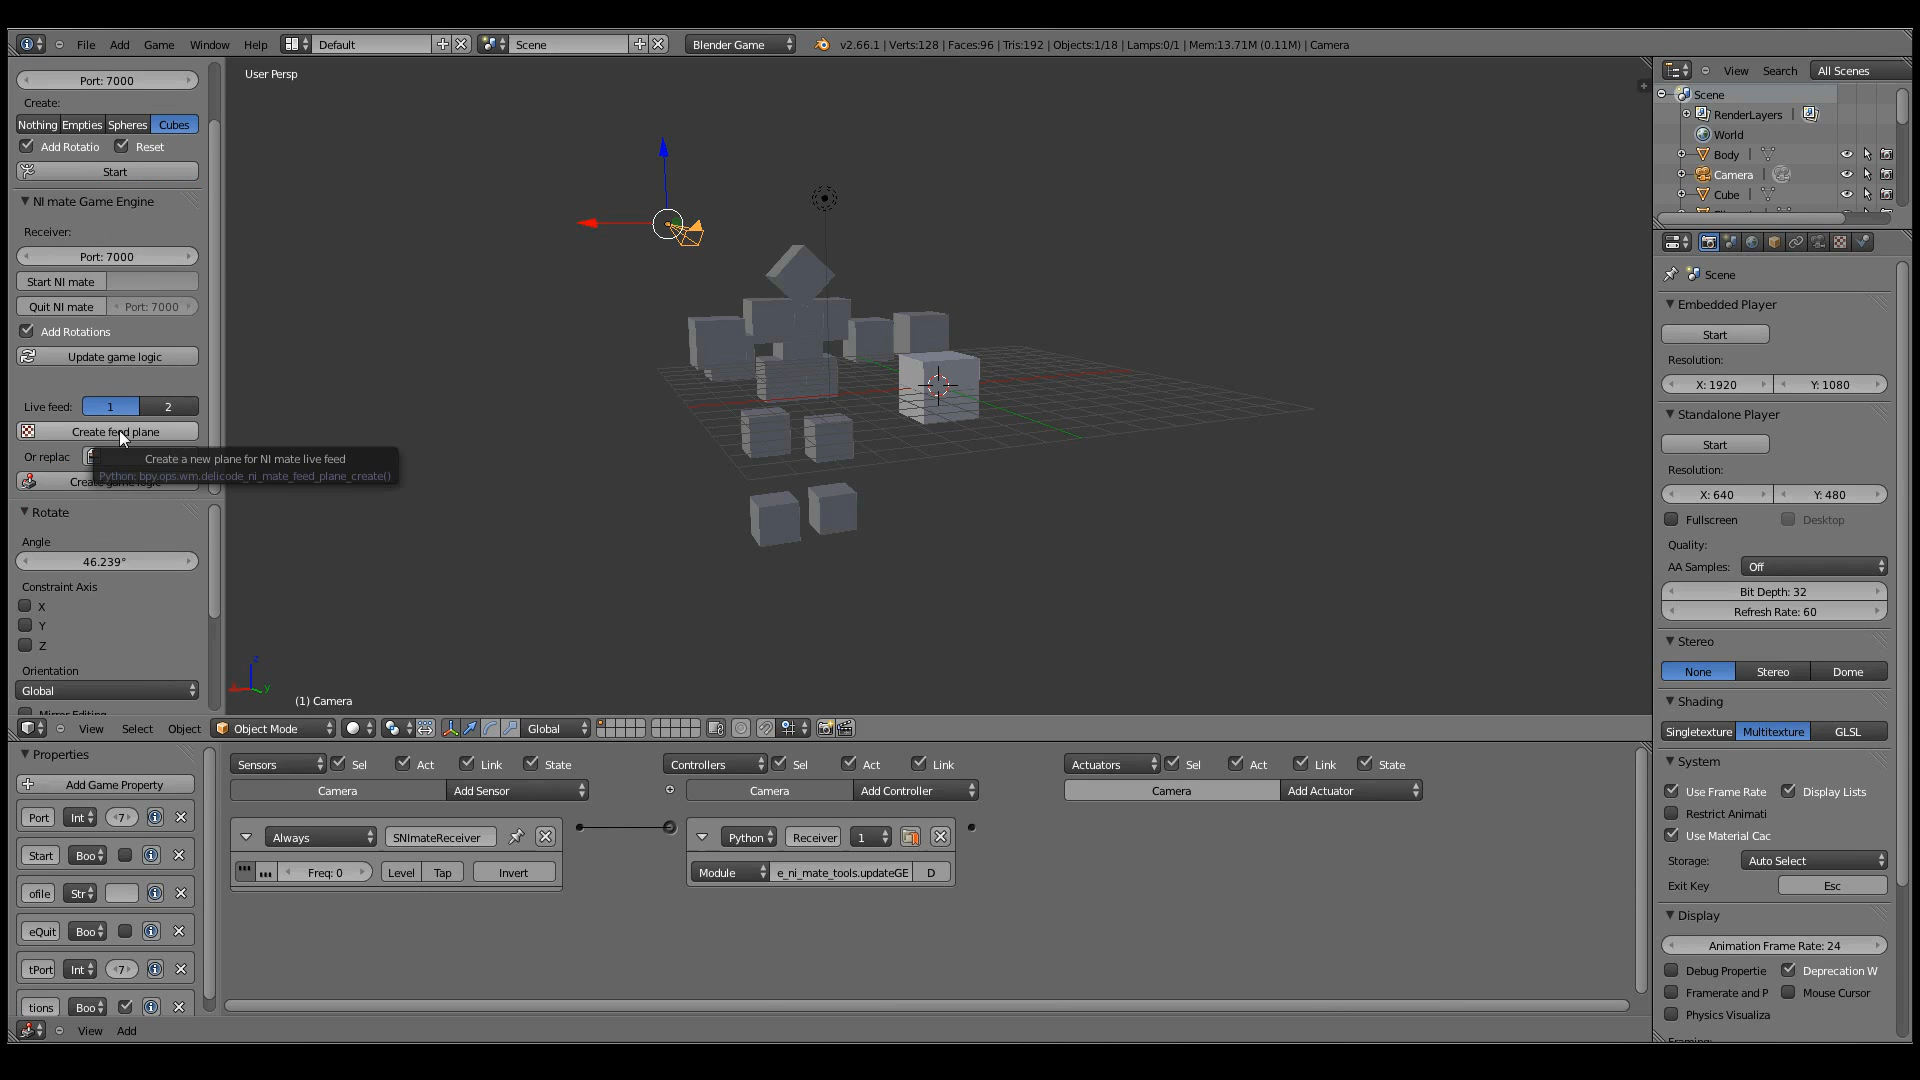 File Add Game Window Help Default Scene Blender Game v2.66.1 | Verts:128 | Faces:96 | Tris:192 | Objects:1/18 | Lamps:0/1 | Mem:13.71M (0.11M) | Camera
Port: 7000
Create:
Nothing Empties Spheres Cubes
Add Rotatio Reset
Start
NI mate Game Engine
Receiver:
Port: 7000
Start NI mate
Quit NI mate Port: 7000
Add Rotations
Update game logic
Live feed: 1 2
Create feed plane
Or replac
Create a new plane for NI mate live feed
Python: bpy.ops.wm.delicode_ni_mate_feed_plane_create()
Create game logic
Rotate
Angle
46.239°
Constraint Axis
X
Y
Z
Orientation
Global
Mirror Editing
User Persp
z
y
(1) Camera
View Select Object Object Mode Global
View Search All Scenes
Scene
RenderLayers |
World
Body |
Camera |
Cube |
Scene
Embedded Player
Start
Resolution:
X: 1920 Y: 1080
Standalone Player
Start
Resolution:
X: 640 Y: 480
Fullscreen Desktop
Quality:
AA Samples: Off
Bit Depth: 32
Refresh Rate: 60
Stereo
None Stereo Dome
Shading
Singletexture Multitexture GLSL
System
Use Frame Rate Display Lists
Restrict Animati
Use Material Cac
Storage: Auto Select
Exit Key Esc
Display
Animation Frame Rate: 24
Debug Propertie Deprecation W
Framerate and P Mouse Cursor
Physics Visualiza
Framing:
Properties
Add Game Property
Port Int 7
Start Boo
ofile Str
eQuit Boo
tPort Int 7
tions Boo
Sensors Sel Act Link State
Camera Add Sensor
Always SNImateReceiver
Freq: 0 Level Tap Invert
Controllers Sel Act Link
Camera Add Controller
Python Receiver 1
Module e_ni_mate_tools.updateGE D
Actuators Sel Act Link State
Camera Add Actuator
View Add